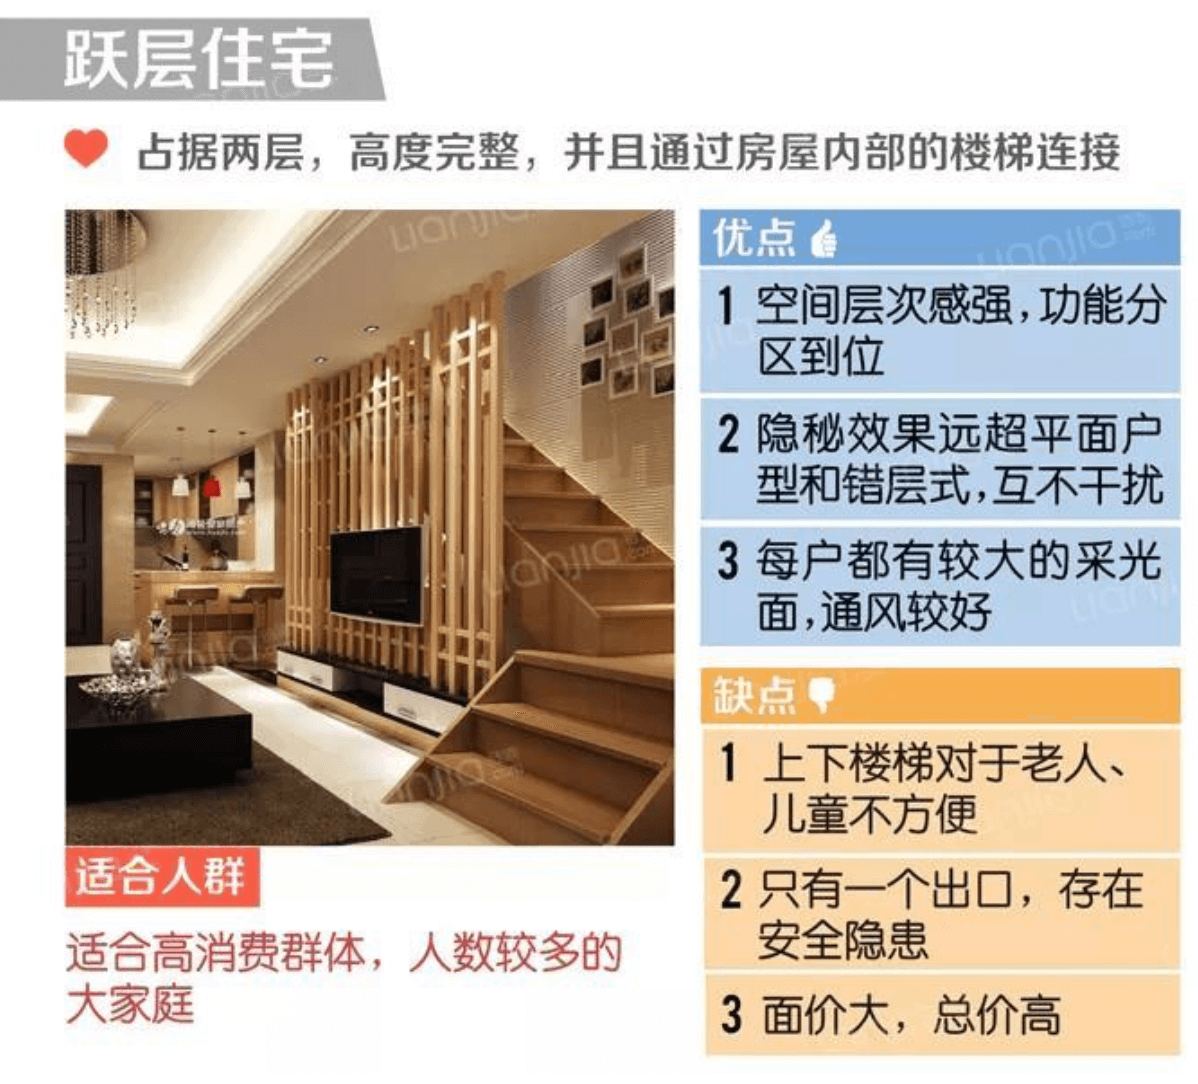 跃层住宅
占据两层，高度完整，并且通过房屋内部的楼梯连接
优点
1 空间层次感强，功能分
区到位
2 隐秘效果远超平面户
型和错层式，互不干扰
3 每户都有较大的采光
面，通风较好
缺点
1 上下楼梯对于老人、
儿童不方便
2 只有一个出口，存在
安全隐患
3 面价大，总价高
适合人群
适合高消费群体，人数较多的
大家庭
Lianjia
Lianjia
Lianjia
Lianjia